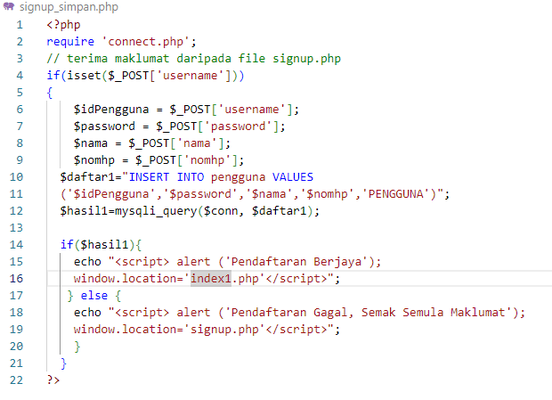 signup_simpan.php
1 <?php
2 require 'connect.php';
3 // terima maklumat daripada file signup.php
4 if(isset($_POST['username']))
5 {
6 $idPengguna = $_POST['username'];
7 $password = $_POST['password'];
8 $nama = $_POST['nama'];
9 $nomhp = $_POST['nomhp'];
10 $daftar1="INSERT INTO pengguna VALUES
11 ('$idPengguna','$password','$nama','$nomhp','PENGGUNA')";
12 $hasil1=mysqli_query($conn, $daftar1);
13
14 if($hasil1){
15 echo "<script> alert ('Pendaftaran Berjaya');
16 window.location='index1.php'</script>";
17 } else {
18 echo "<script> alert ('Pendaftaran Gagal, Semak Semula Maklumat');
19 window.location='signup.php'</script>";
20 }
21 }
22 ?>